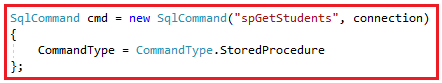 SqlCommand cmd = new SqlCommand("spGetStudents", connection)
{
    CommandType = CommandType.StoredProcedure
};